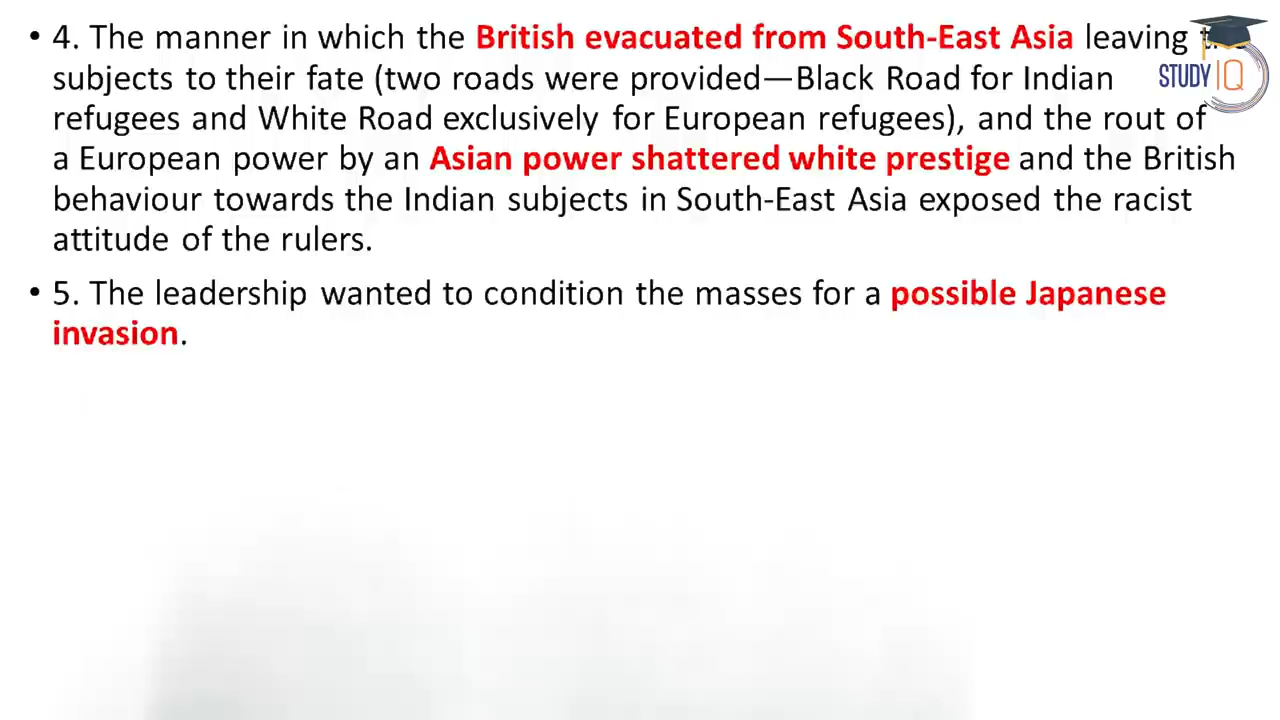 • 4. The manner in which the British evacuated from South-East Asia leaving
subjects to their fate (two roads were provided—Black Road for Indian
refugees and White Road exclusively for European refugees), and the rout of
a European power by an Asian power shattered white prestige and the British
behaviour towards the Indian subjects in South-East Asia exposed the racist
attitude of the rulers.
• 5. The leadership wanted to condition the masses for a possible Japanese
invasion.
STUDY IQ